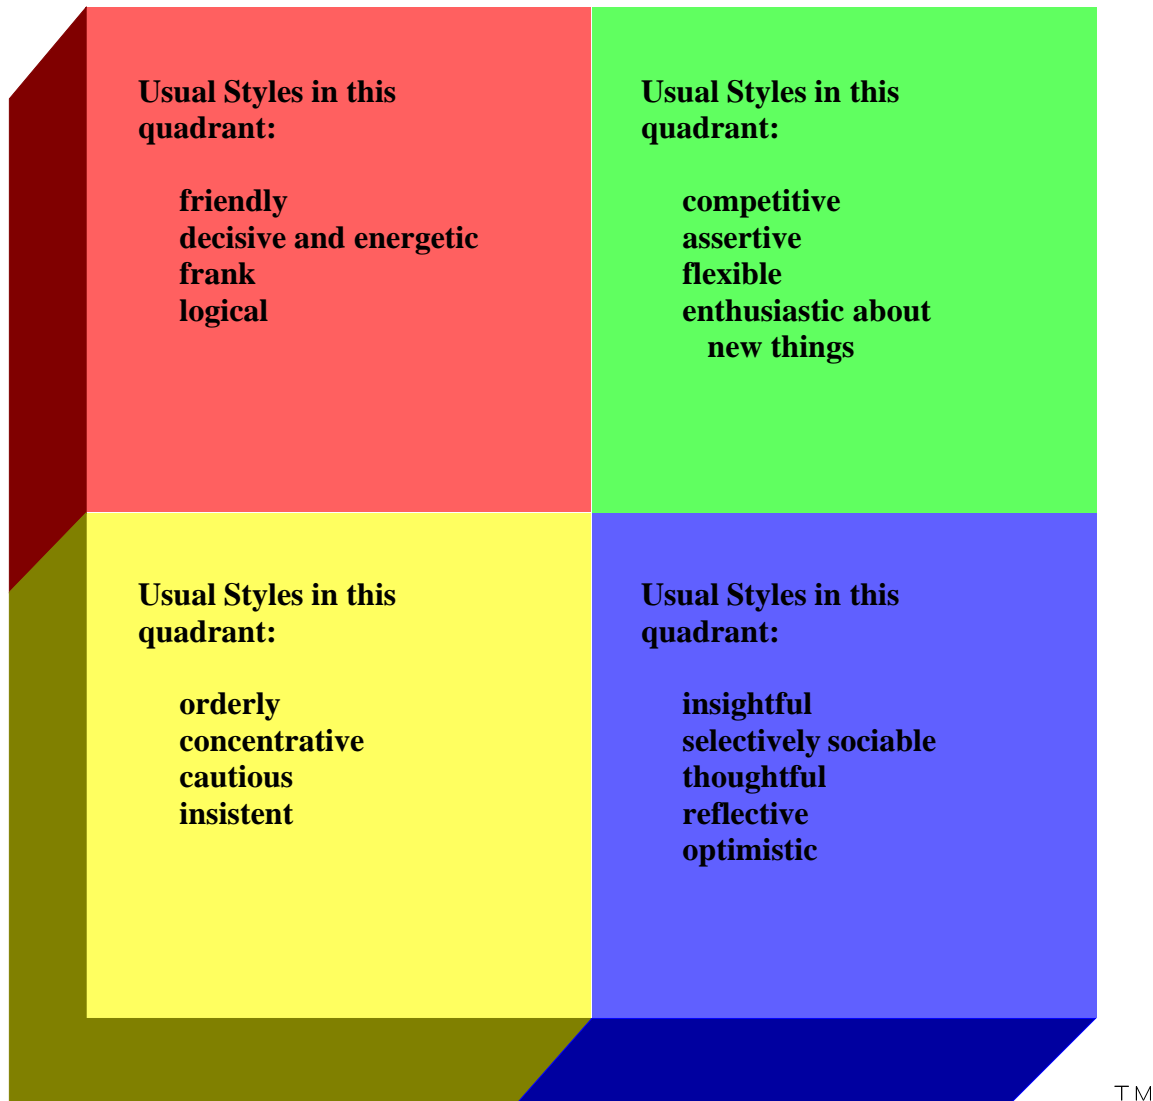 Usual Styles in this
quadrant:
friendly
decisive and energetic
frank
logical
Usual Styles in this
quadrant:
competitive
assertive
flexible
enthusiastic about
new things
Usual Styles in this
quadrant:
orderly
concentrative
cautious
insistent
Usual Styles in this
quadrant:
insightful
selectively sociable
thoughtful
reflective
optimistic
TM